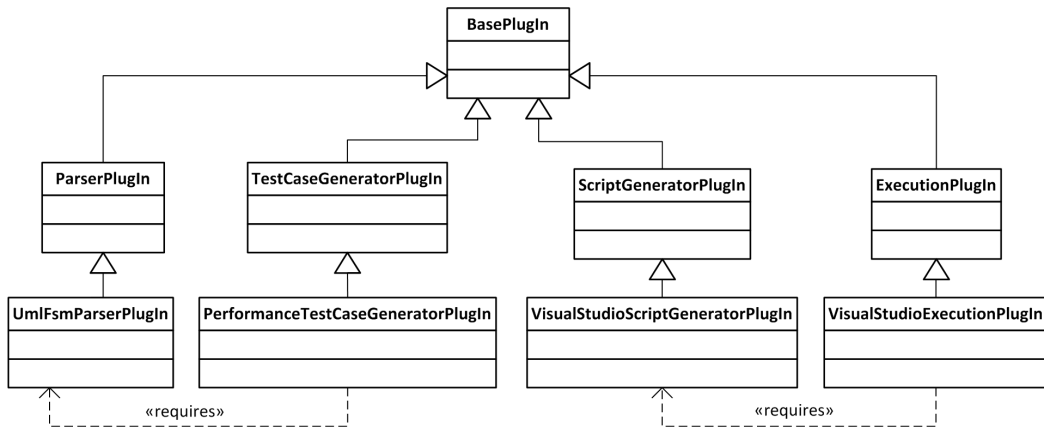 BasePlugIn
ParserPlugIn
TestCaseGeneratorPlugIn
ScriptGeneratorPlugIn
ExecutionPlugIn
UmlFsmParserPlugIn
PerformanceTestCaseGeneratorPlugIn
VisualStudioScriptGeneratorPlugIn
VisualStudioExecutionPlugIn
«requires»
«requires»